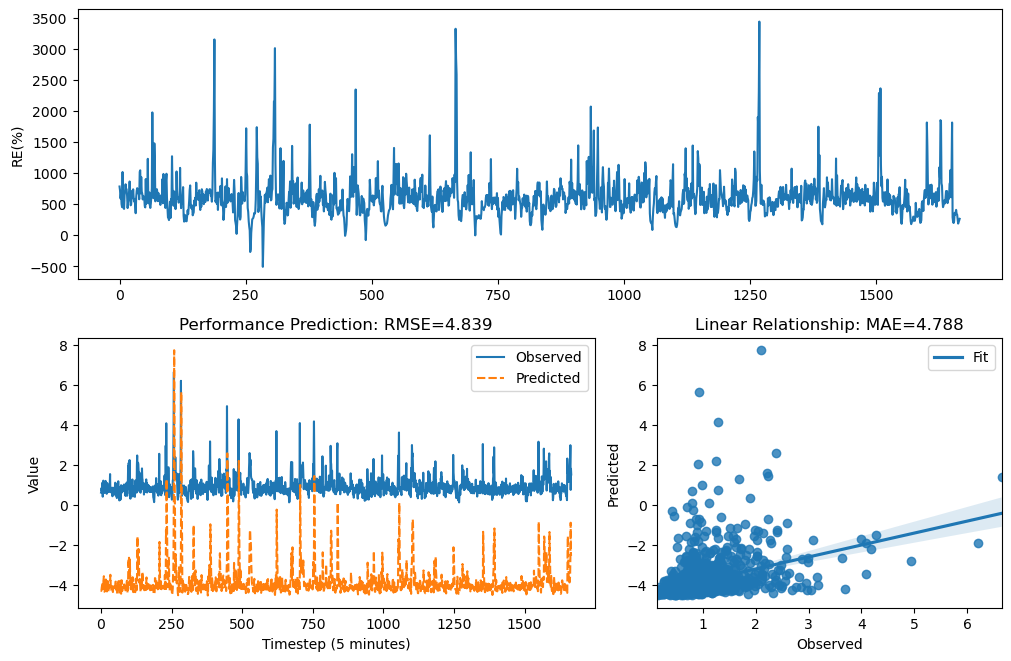 RE(%)
3500
3000
2500
2000
1500
1000
500
0
−500
0 250 500 750 1000 1250 1500
Performance Prediction: RMSE=4.839
Value
8
6
4
2
0
−2
−4
Observed
Predicted
0 250 500 750 1000 1250 1500
Timestep (5 minutes)
Linear Relationship: MAE=4.788
Predicted
8
6
4
2
0
−2
−4
Fit
1 2 3 4 5 6
Observed